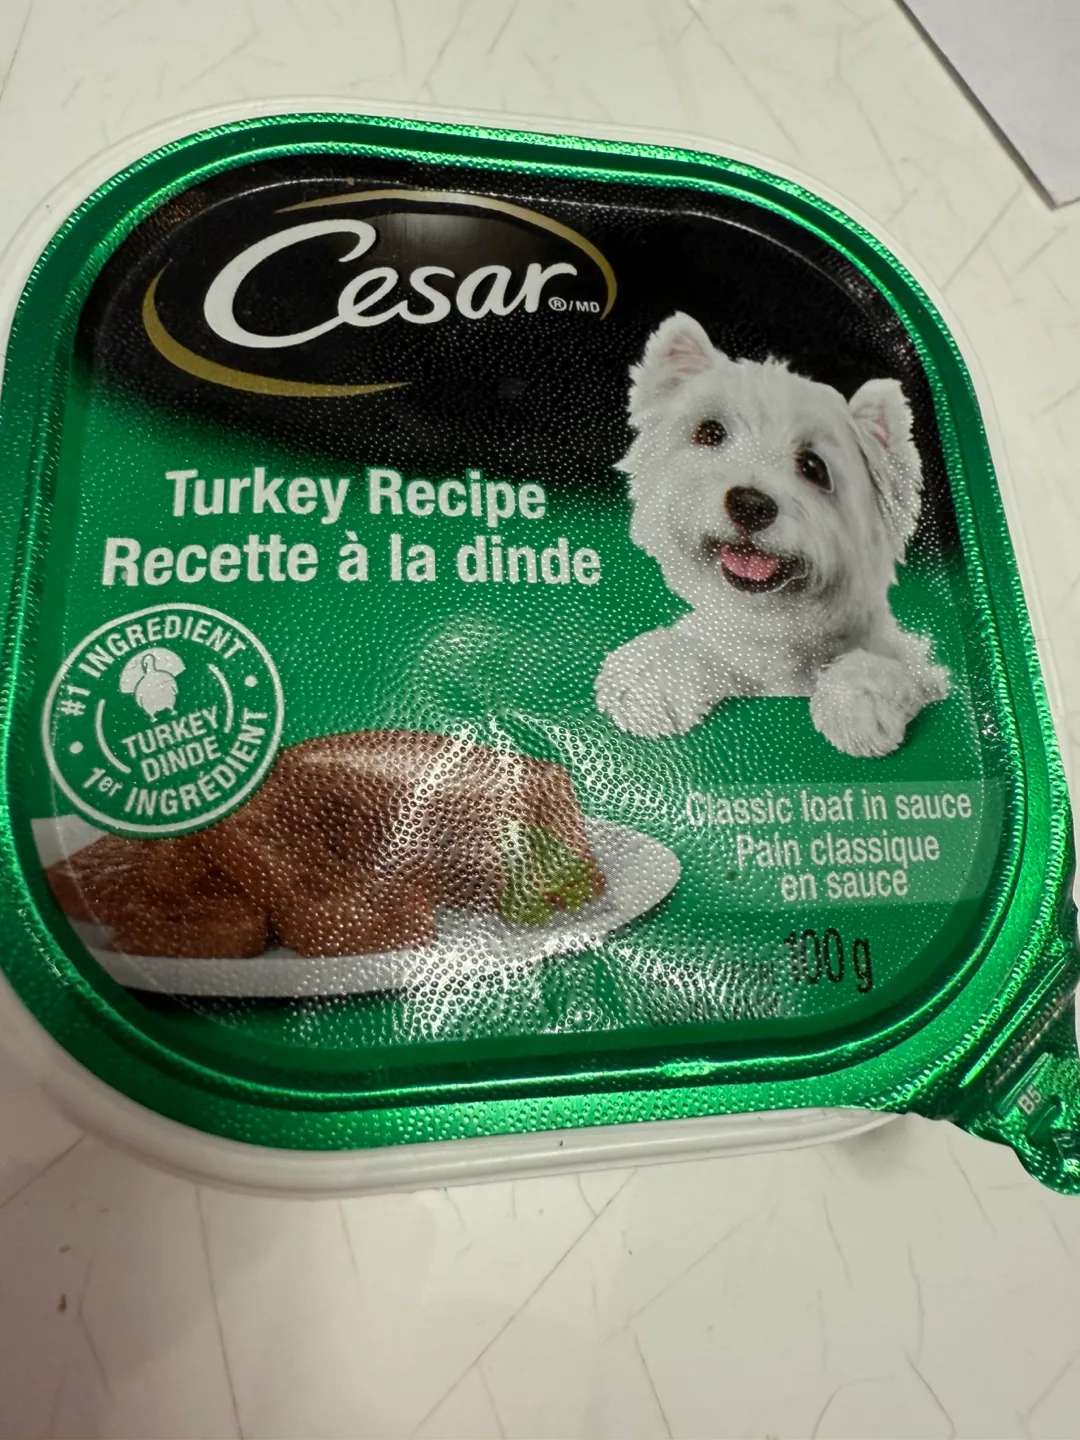 Cesar®/MD
Turkey Recipe
Recette à la dinde
#1 INGREDIENT
TURKEY
DINDE
1er INGRÉDIENT
Classic loaf in sauce
Pain classique
en sauce
100 g
B5